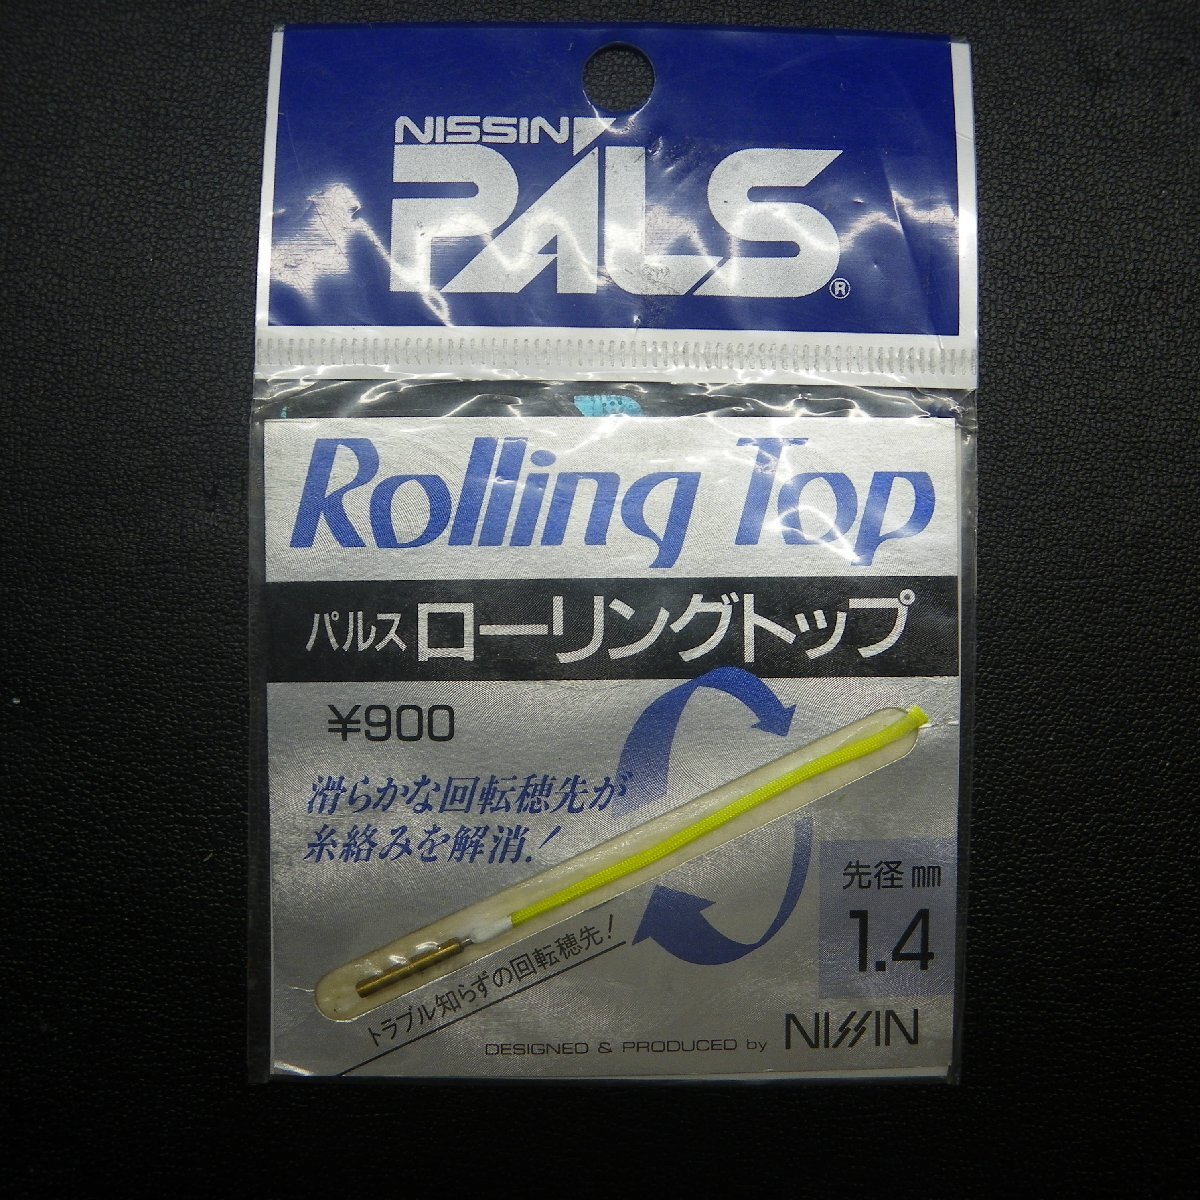 NISSIN
PALS®
Rolling Top
パルス ローリングトップ
¥900
滑らかな回転穂先が
糸絡みを解消!
トラブル知らずの回転穂先!
先径 mm
1.4
DESIGNED & PRODUCED by NISSIN